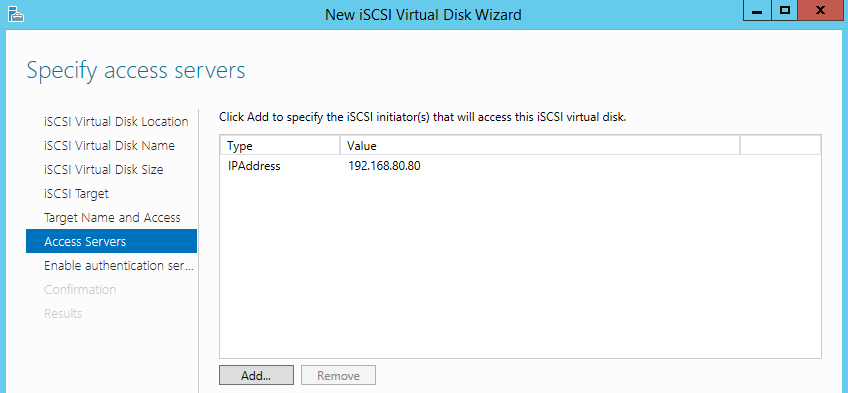 New iSCSI Virtual Disk Wizard
Specify access servers
iSCSI Virtual Disk Location
iSCSI Virtual Disk Name
iSCSI Virtual Disk Size
iSCSI Target
Target Name and Access
Access Servers
Enable authentication ser...
Confirmation
Results
Click Add to specify the iSCSI initiator(s) that will access this iSCSI virtual disk.
Type Value
IPAddress 192.168.80.80
Add... Remove